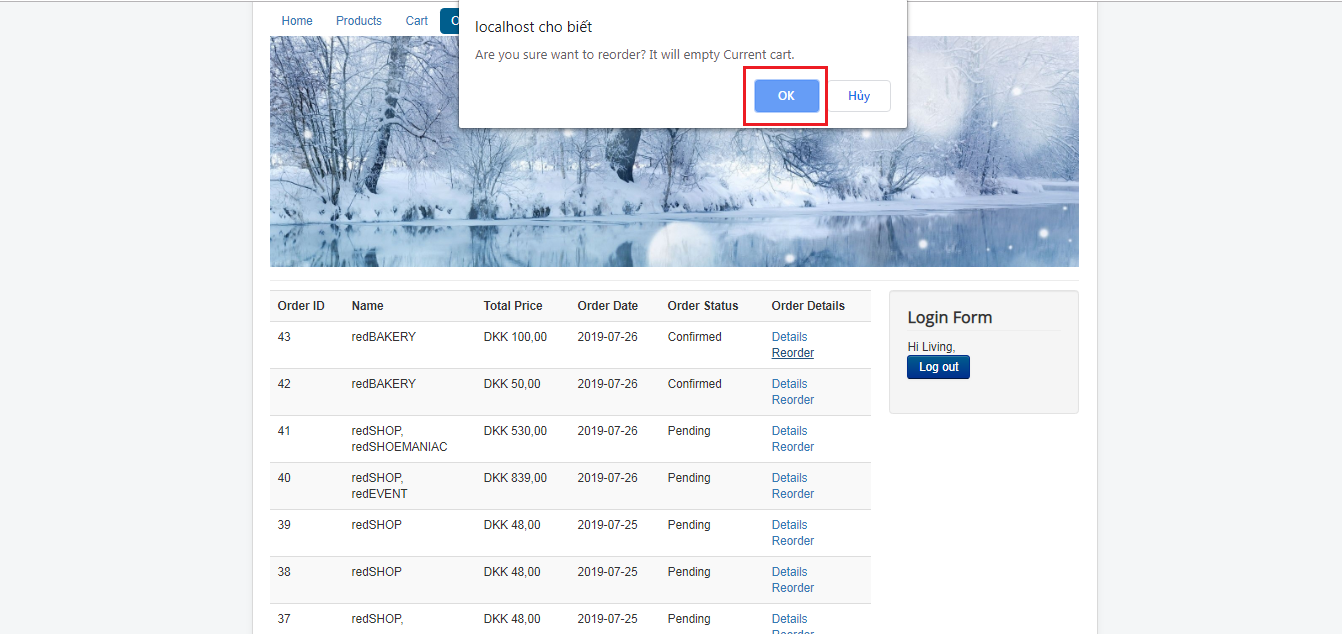 Home Products Cart O
localhost cho biết
Are you sure want to reorder? It will empty Current cart.
OK Hủy
Order ID Name Total Price Order Date Order Status Order Details
43 redBAKERY DKK 100,00 2019-07-26 Confirmed Details
Reorder
42 redBAKERY DKK 50,00 2019-07-26 Confirmed Details
Reorder
41 redSHOP, DKK 530,00 2019-07-26 Pending Details
redSHOEMANIAC Reorder
40 redSHOP, DKK 839,00 2019-07-26 Pending Details
redEVENT Reorder
39 redSHOP DKK 48,00 2019-07-25 Pending Details
Reorder
38 redSHOP DKK 48,00 2019-07-25 Pending Details
Reorder
37 redSHOP, DKK 48,00 2019-07-25 Pending Details
Reorder
Login Form
Hi Living,
Log out